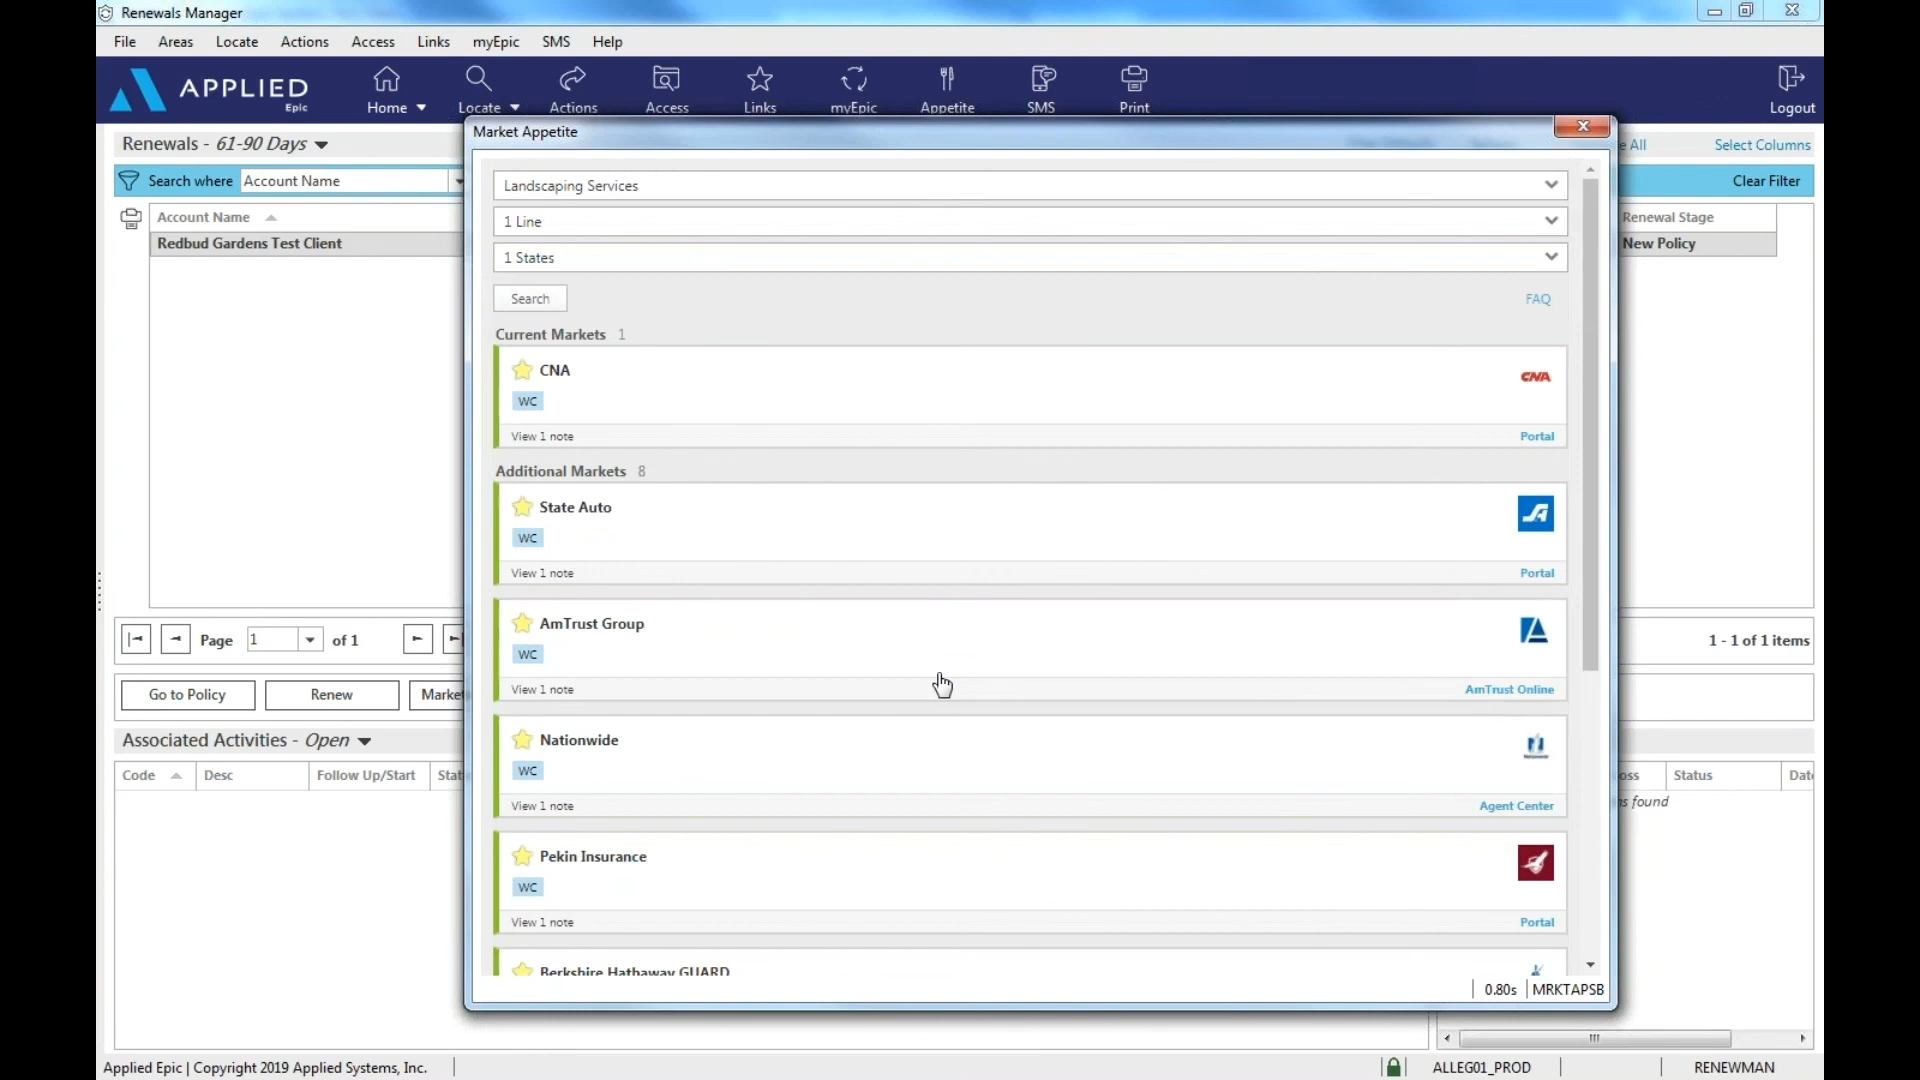 Renewals Manager
File Areas Locate Actions Access Links myEpic SMS Help
APPLIED
Epic
Home Locate Actions Access Links myEpic Appetite SMS Print Logout
Renewals - 61-90 Days
Select Columns
Search where Account Name
Clear Filter
Account Name
Renewal Stage
Redbud Gardens Test Client
New Policy
Page 1 of 1
1 - 1 of 1 items
Go to Policy Renew
Associated Activities - Open
Code Desc Follow Up/Start
Status
found
Market Appetite
Landscaping Services
1 Line
1 States
Search FAQ
Current Markets 1
CNA
CNA
WC
View 1 note Portal
Additional Markets 8
State Auto
WC
View 1 note Portal
AmTrust Group
WC
View 1 note AmTrust Online
Nationwide
WC
View 1 note Agent Center
Pekin Insurance
WC
View 1 note Portal
Berkshire Hathaway GUARD
0.80s MRKTAPSB
Applied Epic | Copyright 2019 Applied Systems, Inc. ALLEG01_PROD RENEWMAN